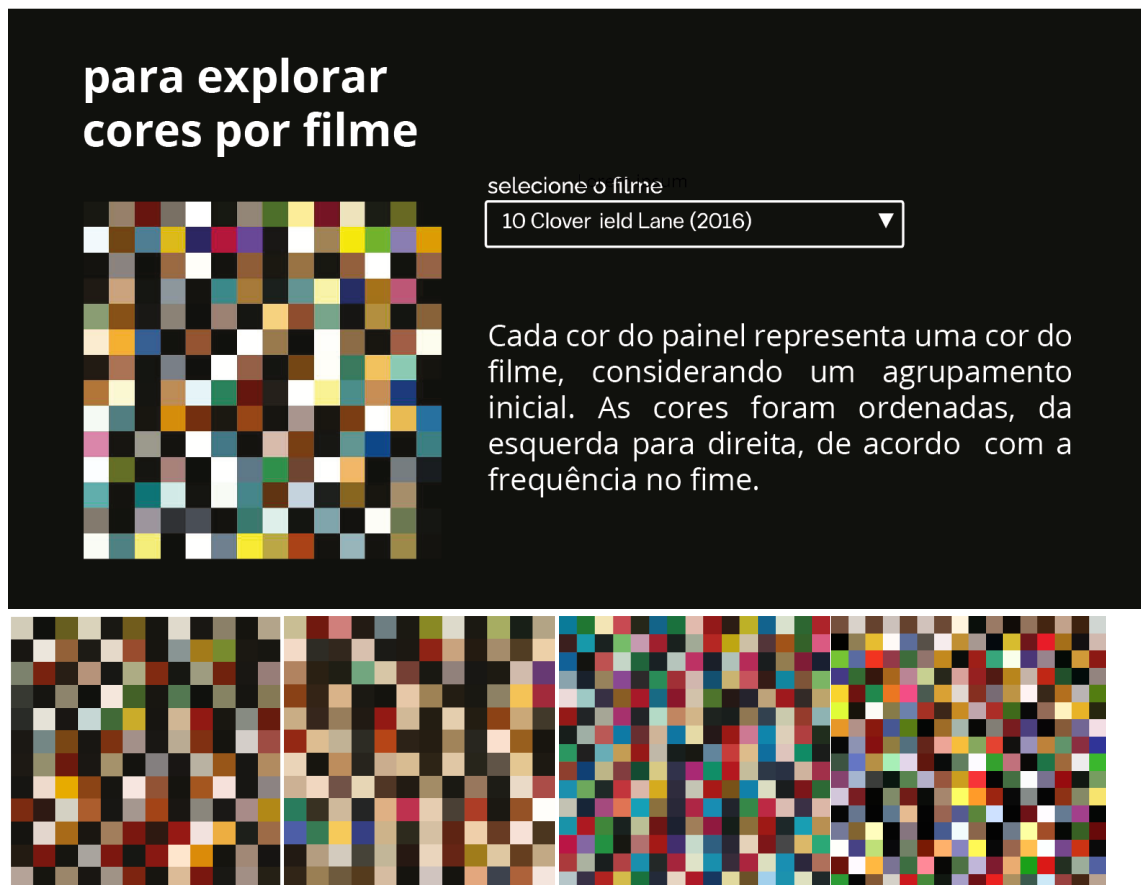 para explorar
cores por filme
selecione o filme
10 Clover ield Lane (2016)
Cada cor do painel representa uma cor do
filme, considerando um agrupamento
inicial. As cores foram ordenadas, da
esquerda para direita, de acordo com a
frequência no fime.